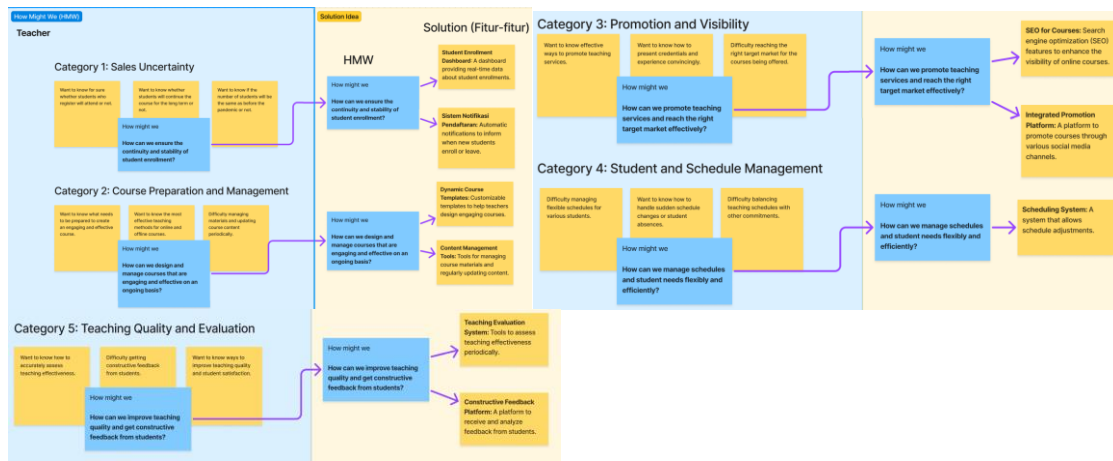 How Might We (HMW)
Teacher
Category 1: Sales Uncertainty
Want to know for sure
whether students who
register will attend or not.
Want to know whether
students will continue the
course for the long term or
not.
Want to know if the
number of students will be
the same as before the
pandemic or not.
How might we
How can we ensure the
continuity and stability of
student enrollment?
Category 2: Course Preparation and Management
Want to know what needs
to be prepared to create
an engaging and effective
course.
Want to know the most
effective teaching
methods for online and
offline courses.
Difficulty managing
materials and updating
course content
periodically.
How might we
How can we design and
manage courses that are
engaging and effective on an
ongoing basis?
Solution Idea
Solution (Fitur-fitur)
HMW
How might we
How can we ensure the
continuity and stability of
student enrollment?
Student Enrollment
Dashboard: A dashboard
providing real-time data
about student enrollments.
Sistem Notifikasi
Pendaftaran: Automatic
notifications to inform
when new students
enroll or leave.
How might we
How can we design and
manage courses that are
engaging and effective on an
ongoing basis?
Dynamic Course
Templates: Customizable
templates to help teachers
design engaging courses.
Content Management
Tools: Tools for managing
course materials and
regularly updating content.
Category 3: Promotion and Visibility
Want to know effective
ways to promote teaching
services.
Want to know how to
present credentials and
experience convincingly.
Difficulty reaching the
right target market for the
courses being offered.
How might we
How can we promote teaching
services and reach the right
target market effectively?
How might we
How can we promote teaching
services and reach the right
target market effectively?
SEO for Courses: Search
engine optimization (SEO)
features to enhance the
visibility of online courses.
Integrated Promotion
Platform: A platform to
promote courses through
various social media
channels.
Category 4: Student and Schedule Management
Difficulty managing
flexible schedules for
various students.
Want to know how to
handle sudden schedule
changes or student
absences.
Difficulty balancing
teaching schedules with
other commitments.
How might we
How can we manage schedules
and student needs flexibly and
efficiently?
How might we
How can we manage schedules
and student needs flexibly and
efficiently?
Scheduling System: A
system that allows
schedule adjustments.
Category 5: Teaching Quality and Evaluation
Want to know how to
accurately assess
teaching effectiveness.
Difficulty getting
constructive feedback
from students.
Want to know ways to
improve teaching quality
and student satisfaction.
How might we
How can we improve teaching
quality and get constructive
feedback from students?
How might we
How can we improve teaching
quality and get constructive
feedback from students?
Teaching Evaluation
System: Tools to assess
teaching effectiveness
periodically.
Constructive Feedback
Platform: A platform to
receive and analyze
feedback from students.